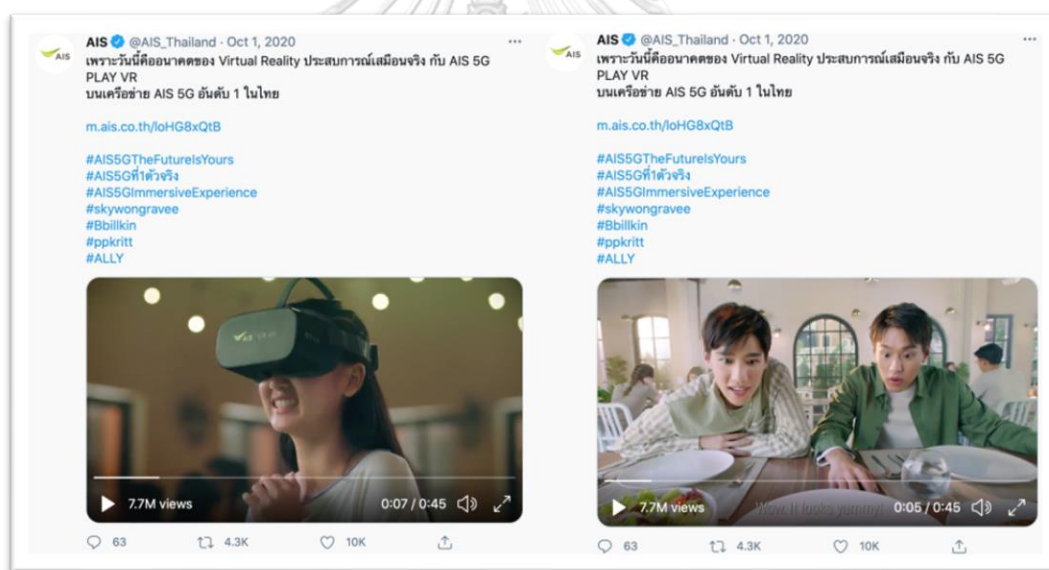 AIS @AIS_Thailand · Oct 1, 2020
AIS
เพราะวันนี้คืออนาคตของ Virtual Reality ประสบการณ์เสมือนจริง กับ AIS 5G
PLAY VR
บนเครือข่าย AIS 5G อันดับ 1 ในไทย
m.ais.co.th/loHG8xQtB
#AIS5GTheFutureIsYours
#AIS5Gที่1ตัวจริง
#AIS5GImmersiveExperience
#skywongravee
#Bbillkin
#ppkritt
#ALLY
AIS
7.7M views
0:07 / 0:45
63 4.3K 10K
AIS @AIS_Thailand · Oct 1, 2020
AIS
เพราะวันนี้คืออนาคตของ Virtual Reality ประสบการณ์เสมือนจริง กับ AIS 5G
PLAY VR
บนเครือข่าย AIS 5G อันดับ 1 ในไทย
m.ais.co.th/loHG8xQtB
#AIS5GTheFutureIsYours
#AIS5Gที่1ตัวจริง
#AIS5GImmersiveExperience
#skywongravee
#Bbillkin
#ppkritt
#ALLY
Wow. It looks yummy!
7.7M views
0:05 / 0:45
63 4.3K 10K